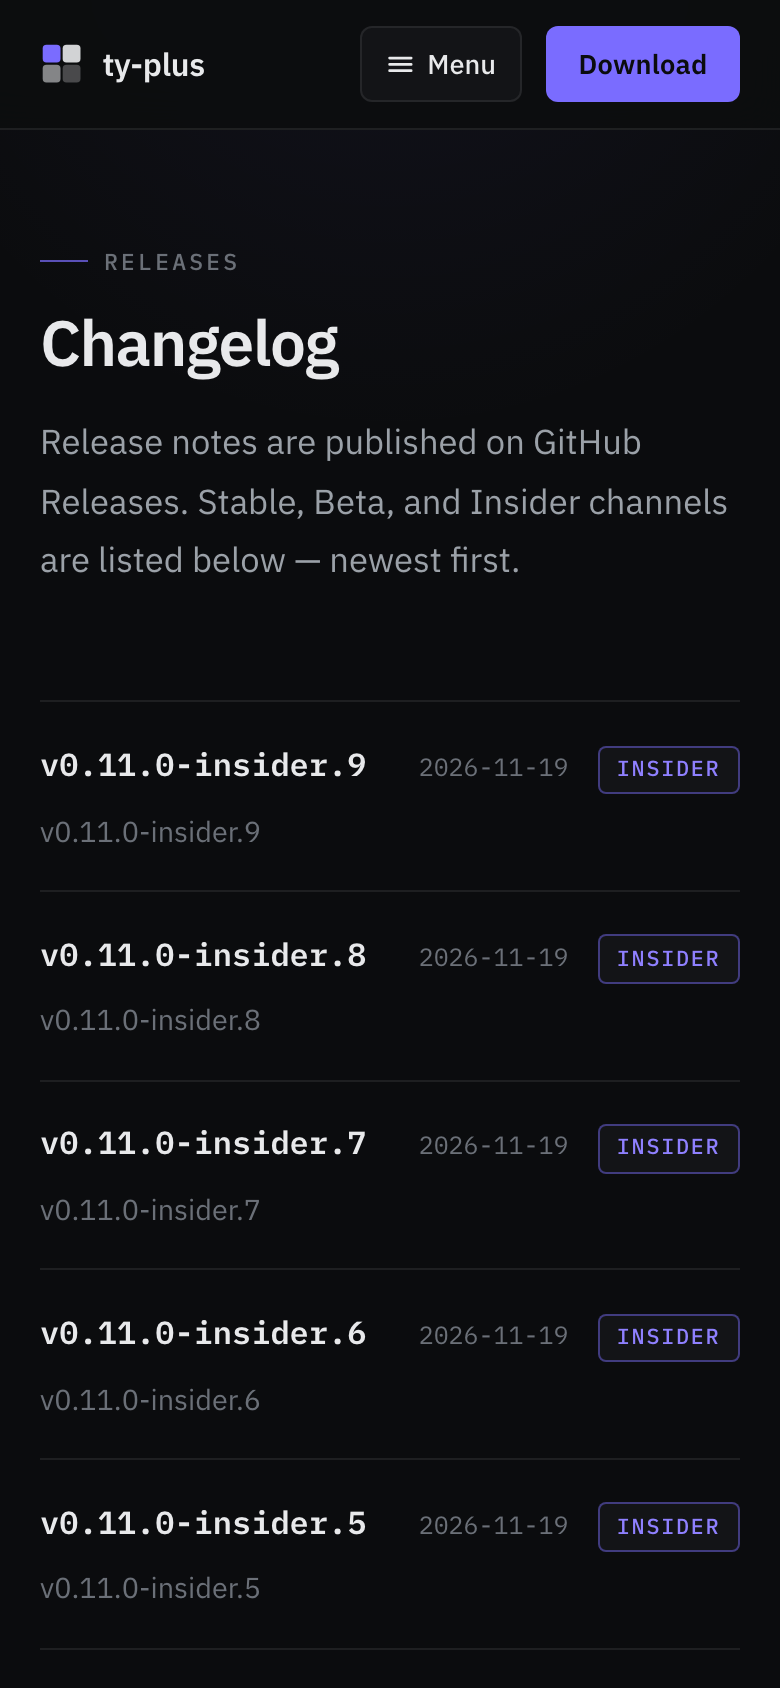 ty-plus
Menu
Download
RELEASES
Changelog
Release notes are published on GitHub
Releases. Stable, Beta, and Insider channels
are listed below — newest first.
v0.11.0-insider.9 2026-11-19 INSIDER
v0.11.0-insider.9
v0.11.0-insider.8 2026-11-19 INSIDER
v0.11.0-insider.8
v0.11.0-insider.7 2026-11-19 INSIDER
v0.11.0-insider.7
v0.11.0-insider.6 2026-11-19 INSIDER
v0.11.0-insider.6
v0.11.0-insider.5 2026-11-19 INSIDER
v0.11.0-insider.5